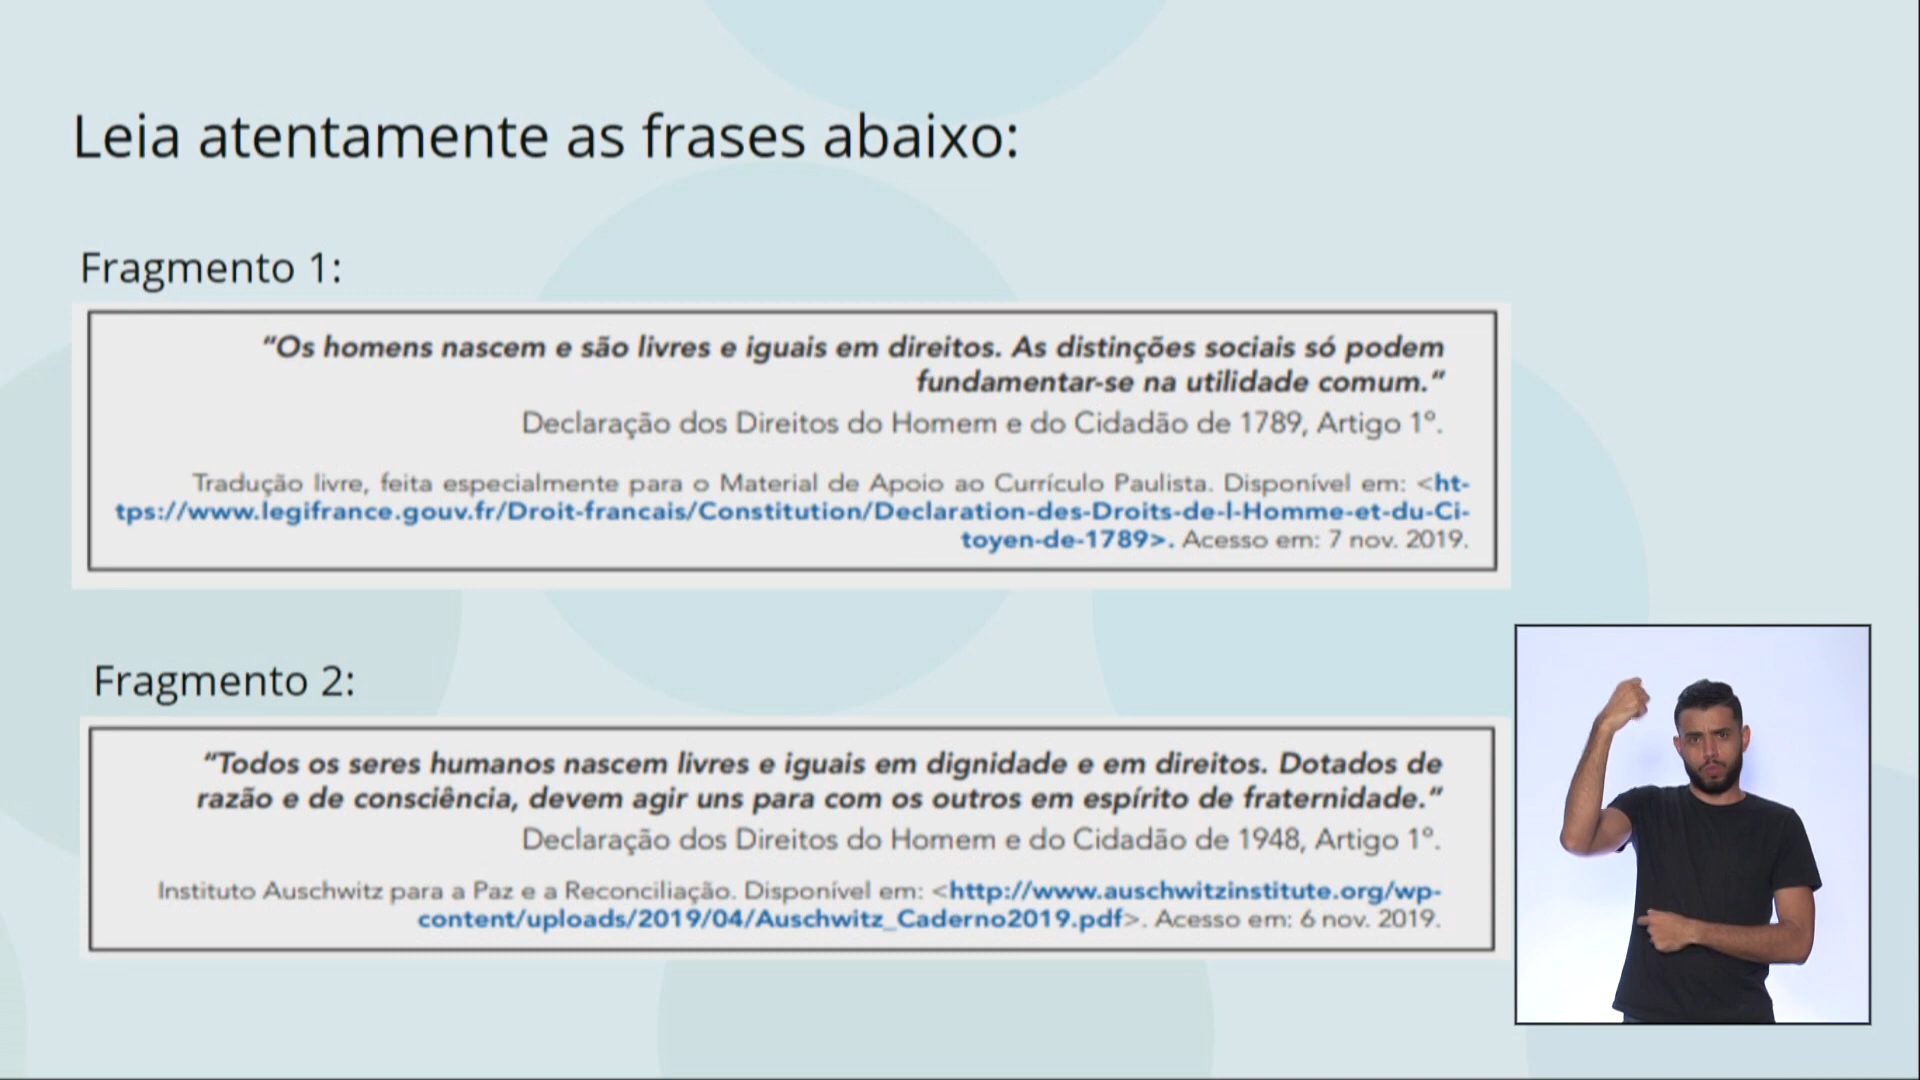 Leia atentamente as frases abaixo:
Fragmento 1:
“Os homens nascem e são livres e iguais em direitos. As distinções sociais só podem
fundamentar-se na utilidade comum.”
Declaração dos Direitos do Homem e do Cidadão de 1789, Artigo 1º.
Tradução livre, feita especialmente para o Material de Apoio ao Currículo Paulista. Disponível em: <ht-
tps://www.legifrance.gouv.fr/Droit-francais/Constitution/Declaration-des-Droits-de-l-Homme-et-du-Ci-
toyen-de-1789>. Acesso em: 7 nov. 2019.
Fragmento 2:
“Todos os seres humanos nascem livres e iguais em dignidade e em direitos. Dotados de
razão e de consciência, devem agir uns para com os outros em espírito de fraternidade.”
Declaração dos Direitos do Homem e do Cidadão de 1948, Artigo 1º.
Instituto Auschwitz para a Paz e a Reconciliação. Disponível em: <http://www.auschwitzinstitute.org/wp-
content/uploads/2019/04/Auschwitz_Caderno2019.pdf>. Acesso em: 6 nov. 2019.